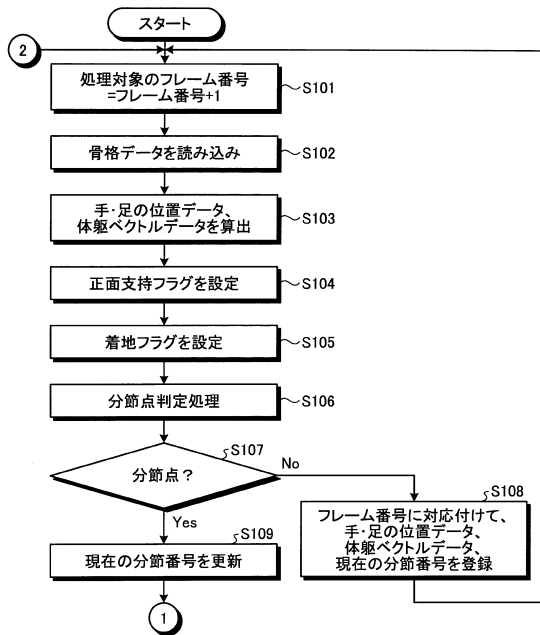 スタート
2
処理対象のフレーム番号
=フレーム番号+1
S101
骨格データを読み込み
S102
手・足の位置データ、
体躯ベクトルデータを算出
S103
正面支持フラグを設定
S104
着地フラグを設定
S105
分節点判定処理
S106
S107
分節点？
No
Yes
S108
フレーム番号に対応付けて、
手・足の位置データ、
体躯ベクトルデータ、
現在の分節番号を登録
S109
現在の分節番号を更新
1